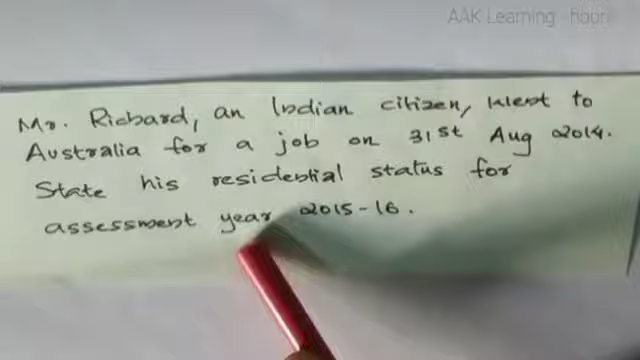 AAK Learning - hour
Mr. Richard, an Indian citizen, went to
Australia for a job on 31st Aug 2014.
State his residential status for
assessment year 2015-16.